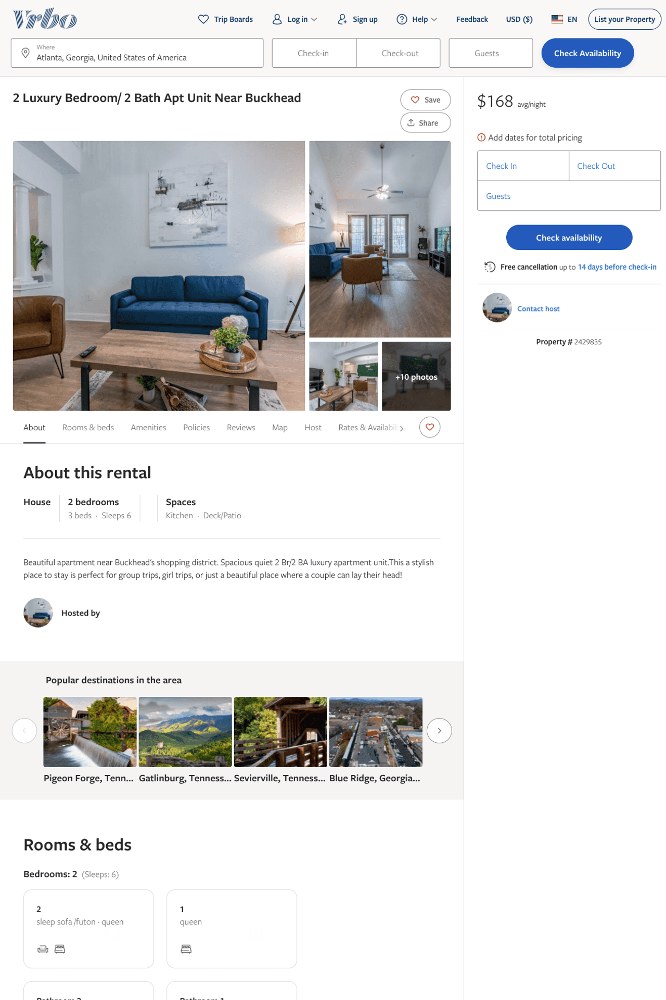 Vrbo
Trip Boards
Log in
Sign up
Help
Feedback
USD ($)
EN
List your Property
Where
Atlanta, Georgia, United States of America
Check-in
Check-out
Guests
Check Availability
2 Luxury Bedroom/ 2 Bath Apt Unit Near Buckhead
Save
Share
$168 avg/night
Add dates for total pricing
Check In
Check Out
Guests
Check availability
Free cancellation up to 14 days before check-in
Contact host
Property # 2429835
+10 photos
About
Rooms & beds
Amenities
Policies
Reviews
Map
Host
Rates & Availabili
About this rental
House
2 bedrooms
3 beds · Sleeps 6
Spaces
Kitchen · Deck/Patio
Beautiful apartment near Buckhead's shopping district. Spacious quiet 2 Br/2 BA luxury apartment unit.This a stylish
place to stay is perfect for group trips, girl trips, or just a beautiful place where a couple can lay their head!
Hosted by
Popular destinations in the area
Pigeon Forge, Tenn...
Gatlinburg, Tenness...
Sevierville, Tenness...
Blue Ridge, Georgia...
Rooms & beds
Bedrooms: 2 (Sleeps: 6)
2
sleep sofa /futon · queen
1
queen
Bathroom 2
Bathroom 1